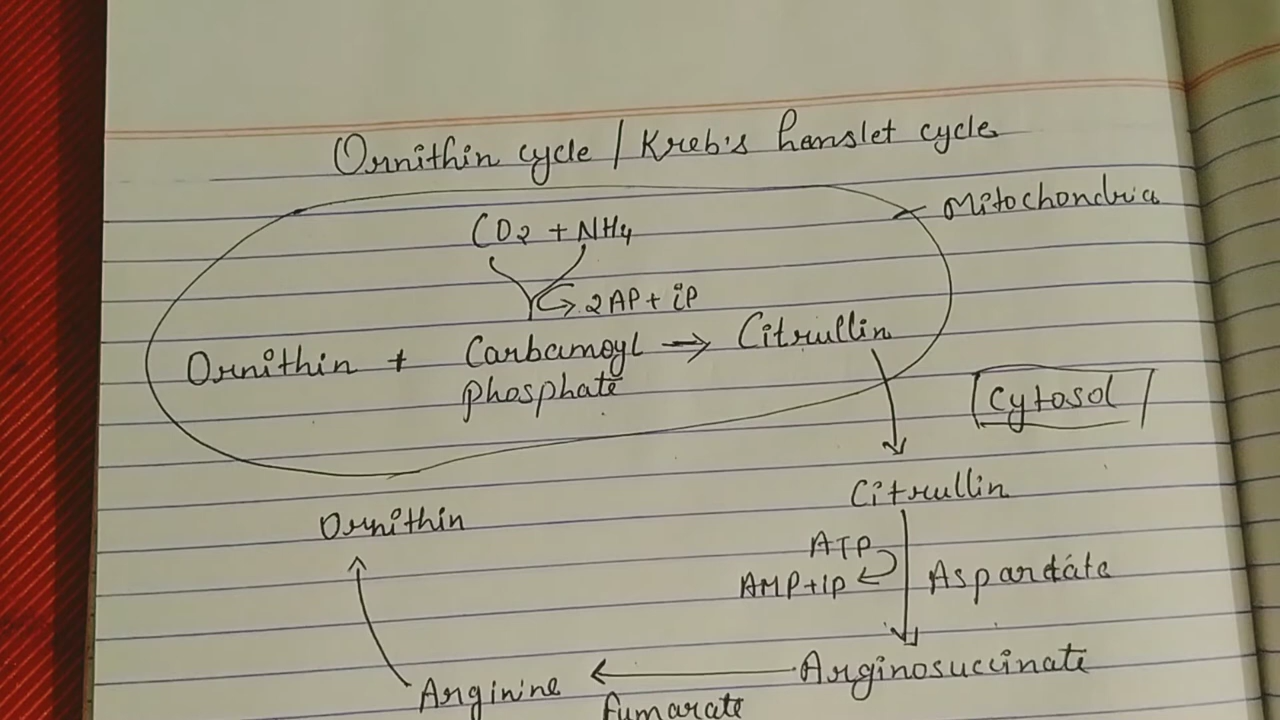 Ornithin cycle / Kreb's henslet cycle
Mitochondria
CO2 + NH4
2AP + iP
Ornithin + Carbamoyl → Citrullin
phosphate
Cytosol
Citrullin
Ornithin
ATP
AMP+iP
Aspartate
Arginosuccinate
Arginine
fumarate